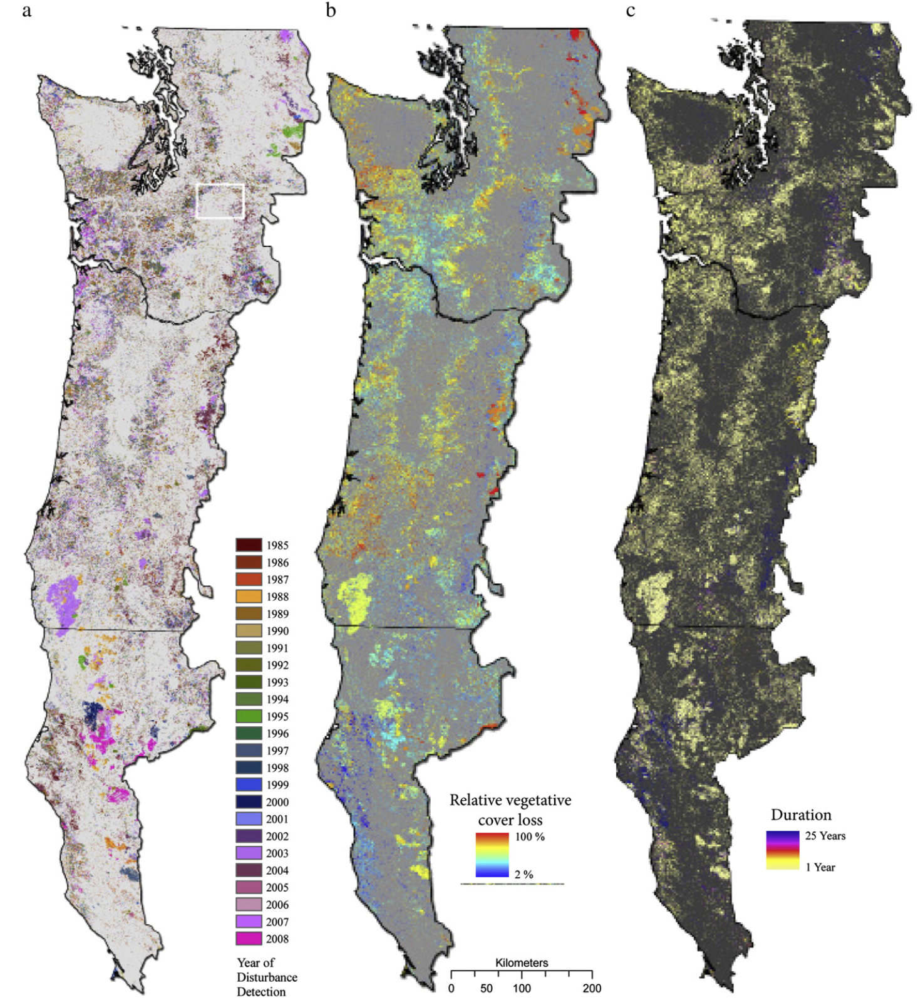 a
b
c
1985
1986
1987
1988
1989
1990
1991
1992
1993
1994
1995
1996
1997
1998
1999
2000
2001
2002
2003
2004
2005
2006
2007
2008
Year of
Disturbance
Detection
Relative vegetative
cover loss
100 %
2 %
Kilometers
0 50 100 200
Duration
25 Years
1 Year